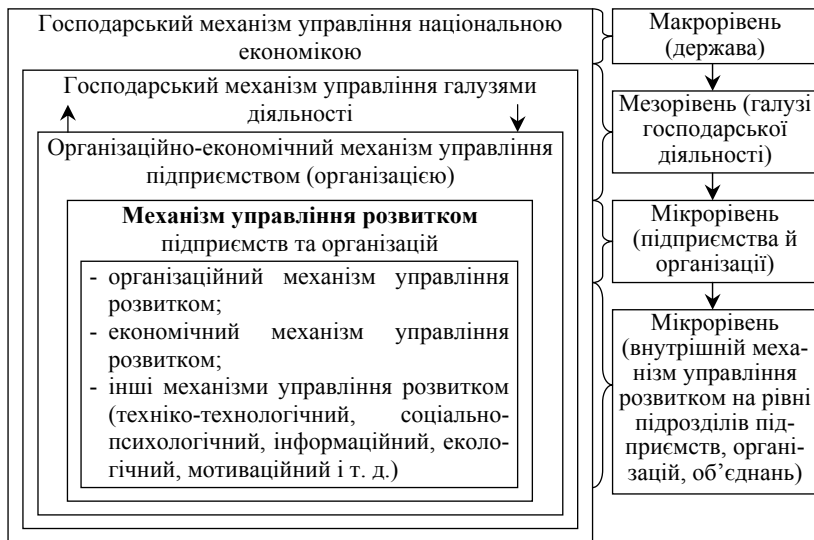 Господарський механізм управління національною
економікою
Господарський механізм управління галузями
діяльності
Організаційно-економічний механізм управління
підприємством (організацією)
Механізм управління розвитком
підприємств та організацій
- організаційний механізм управління
розвитком;
- економічний механізм управління
розвитком;
- інші механізми управління розвитком
(техніко-технологічний, соціально-
психологічний, інформаційний, еколо-
гічний, мотиваційний і т. д.)
Макрорівень
(держава)
Мезорівень (галузі
господарської
діяльності)
Мікрорівень
(підприємства й
організації)
Мікрорівень
(внутрішній меха-
нізм управління
розвитком на рівні
підрозділів під-
приємств, органі-
зацій, об’єднань)